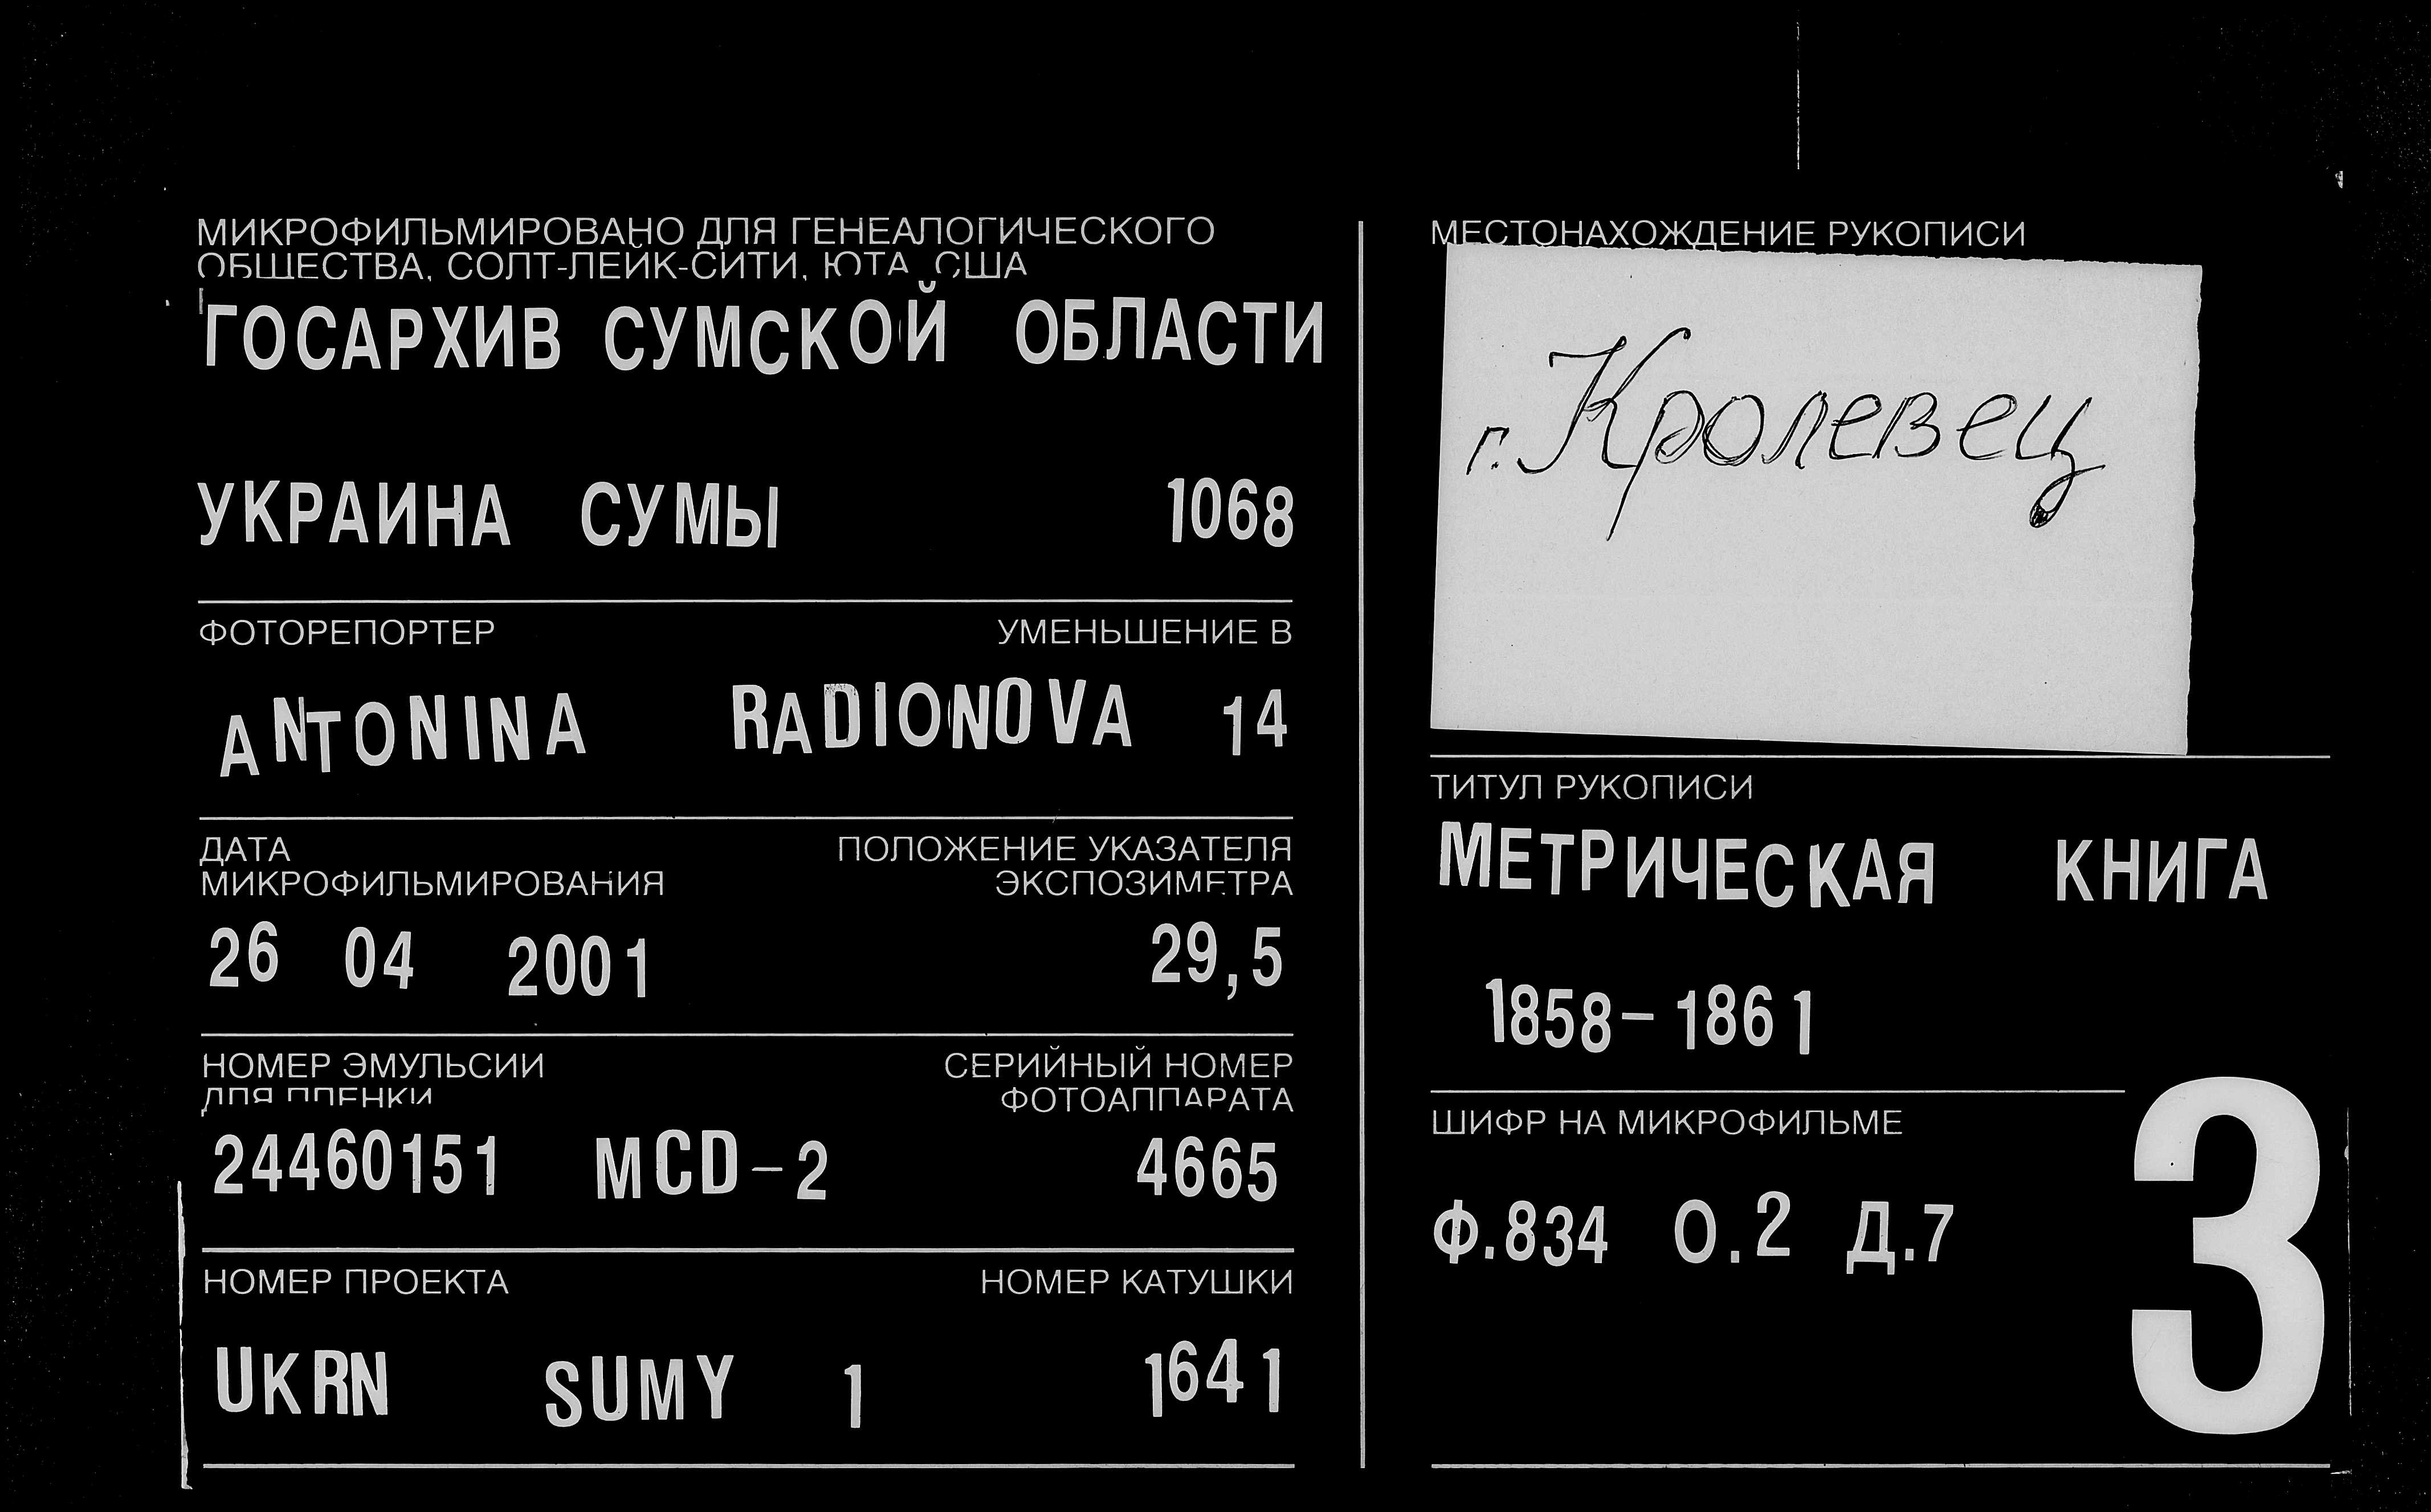 МИКРОФИЛЬМИРОВАНО ДЛЯ ГЕНЕАЛОГИЧЕСКОГО
ОБЩЕСТВА, СОЛТ-ЛЕЙК-СИТИ, ЮТА, США
ГОСАРХИВ СУМСКОЙ ОБЛАСТИ
УКРАИНА СУМЫ 1068
ФОТОРЕПОРТЕР УМЕНЬШЕНИЕ В
ANTONINA RADIONOVA 14
ДАТА ПОЛОЖЕНИЕ УКАЗАТЕЛЯ
МИКРОФИЛЬМИРОВАНИЯ ЭКСПОЗИМЕТРА
26 04 2001 29,5
НОМЕР ЭМУЛЬСИИ СЕРИЙНЫЙ НОМЕР
ДЛЯ ПЛЕНКИ ФОТОАППАРАТА
24460151 MCD-2 4665
НОМЕР ПРОЕКТА НОМЕР КАТУШКИ
UKRN SUMY 1 1641
МЕСТОНАХОЖДЕНИЕ РУКОПИСИ
г. Кролевец
ТИТУЛ РУКОПИСИ
МЕТРИЧЕСКАЯ КНИГА
1858-1861
ШИФР НА МИКРОФИЛЬМЕ
Ф.834 О.2 Д.7
3